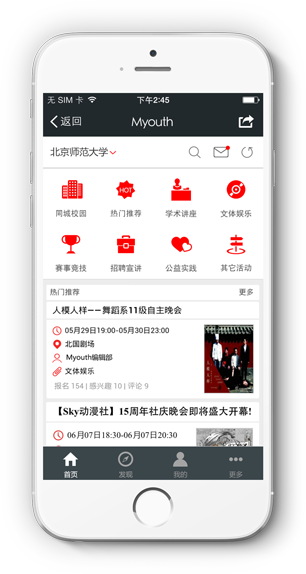 无 SIM 卡 下午2:45
返回 Myouth
北京师范大学
同城校园 热门推荐 学术讲座 文体娱乐
HOT
赛事竞技 招聘宣讲 公益实践 其它活动
热门推荐 更多
人模人样——舞蹈系11级自主晚会
05月29日19:00-05月30日23:00
北国剧场
Myouth编辑部
文体娱乐
报名 154 | 感兴趣 10 | 评论 9
【Sky动漫社】15周年社庆晚会即将盛大开幕!
06月07日18:30-06月07日20:30
首页 发现 我的 更多